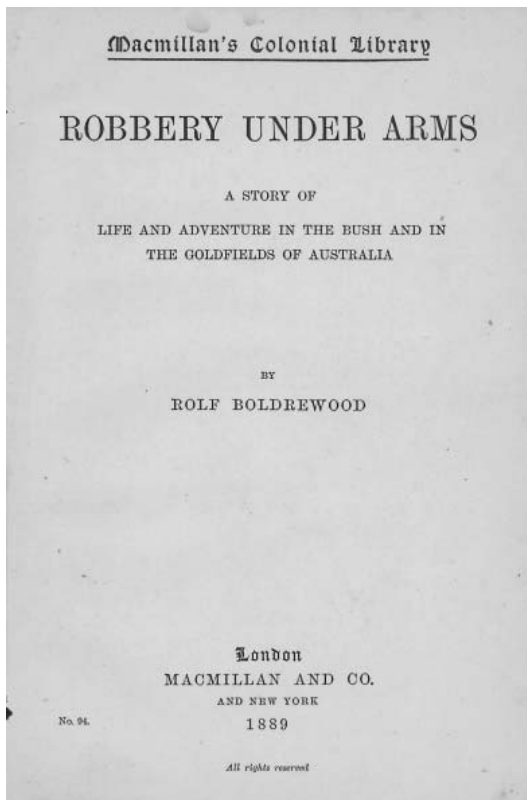 Macmillan's Colonial Library
ROBBERY UNDER ARMS
A STORY OF
LIFE AND ADVENTURE IN THE BUSH AND IN
THE GOLDFIELDS OF AUSTRALIA
BY
ROLF BOLDREWOOD
London
MACMILLAN AND CO.
AND NEW YORK
No. 94.
1889
All rights reserved